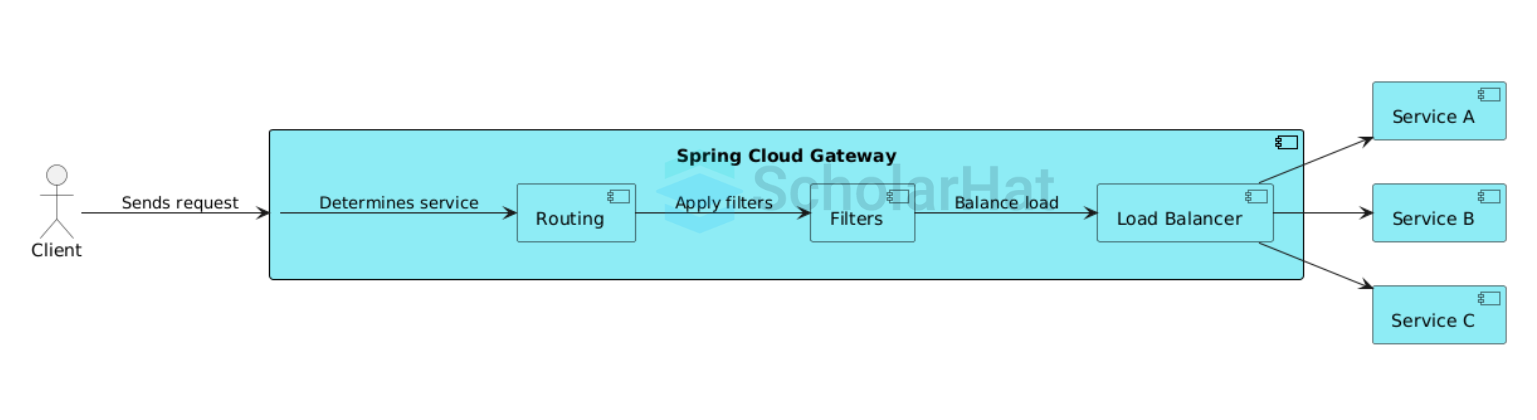 Spring Cloud Gateway
ScholarHat
Client
Sends request
Determines service
Routing
Apply filters
Filters
Balance load
Load Balancer
Service A
Service B
Service C